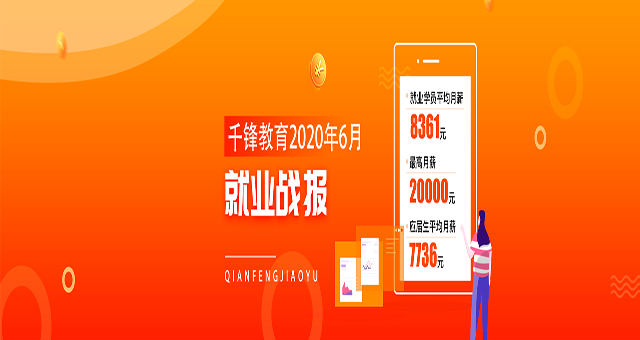 千锋教育2020年6月
就业战报
QIANFENGJIAOYU
就业学员平均月薪
8361元
最高月薪
20000元
应届生平均月薪
7736元